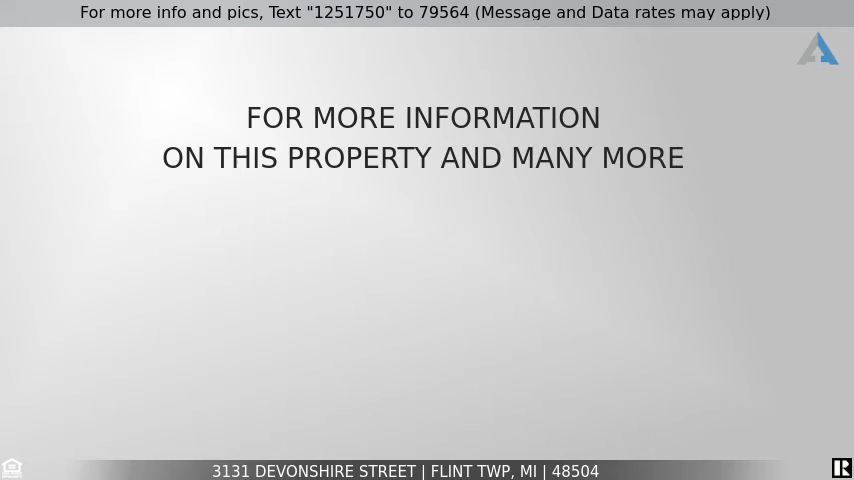 For more info and pics, Text "1251750" to 79564 (Message and Data rates may apply)
FOR MORE INFORMATION
ON THIS PROPERTY AND MANY MORE
3131 DEVONSHIRE STREET | FLINT TWP, MI | 48504